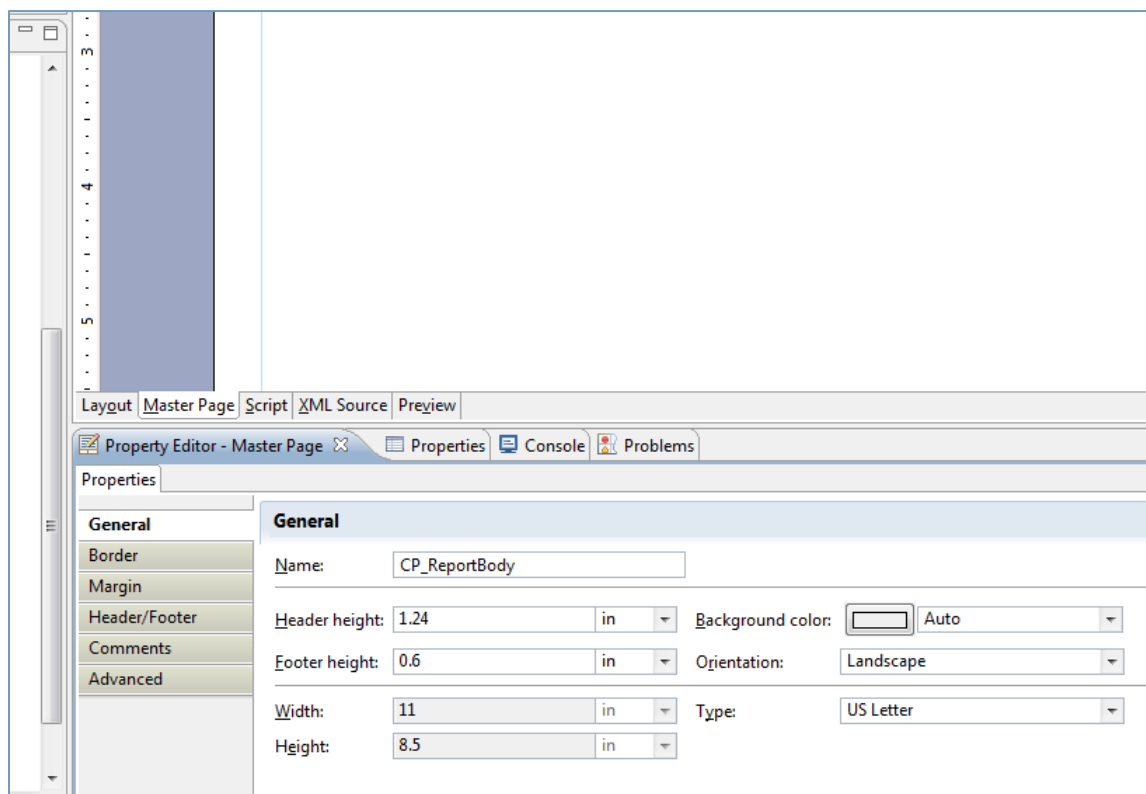 3
4
5
Layout Master Page Script XML Source Preview
Property Editor - Master Page Properties Console Problems
Properties
General
Border
Margin
Header/Footer
Comments
Advanced
General
Name: CP_ReportBody
Header height: 1.24 in Background color: Auto
Footer height: 0.6 in Orientation: Landscape
Width: 11 in Type: US Letter
Height: 8.5 in